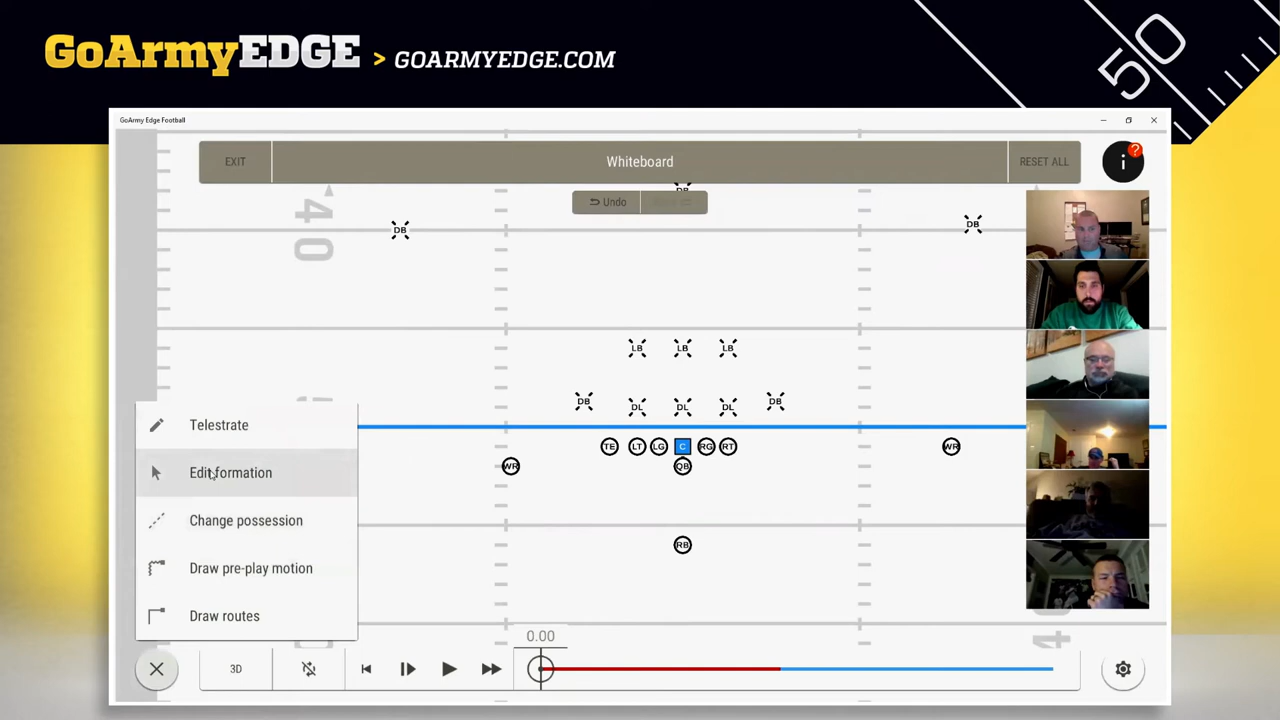 GoArmyEDGE > GOARMYEDGE.COM
50
GoArmy Edge Football
EXIT
Whiteboard
RESET ALL
i
?
DB
Undo
40
DB
DB
LB LB LB
DB DL DL DL DB
TE LT LG C RG RT WR
WR QB
RB
Telestrate
Edit formation
Change possession
Draw pre-play motion
Draw routes
0.00
3D